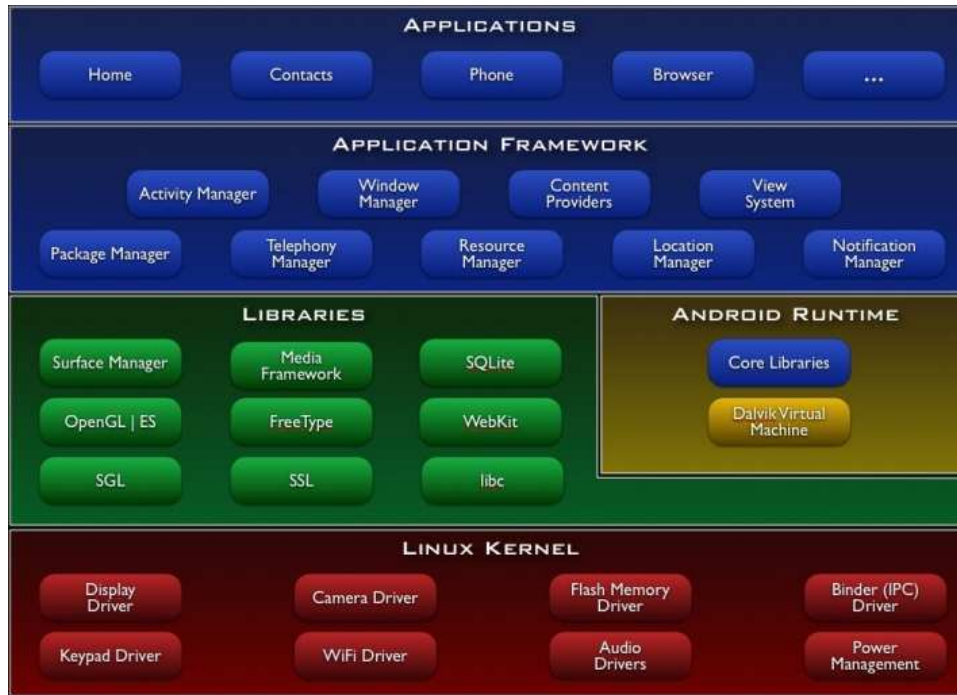 APPLICATIONS
Home
Contacts
Phone
Browser
...
APPLICATION FRAMEWORK
Activity Manager
Window
Manager
Content
Providers
View
System
Package Manager
Telephony
Manager
Resource
Manager
Location
Manager
Notification
Manager
LIBRARIES
Surface Manager
Media
Framework
SQLite
OpenGL | ES
FreeType
WebKit
SGL
SSL
libc
ANDROID RUNTIME
Core Libraries
Dalvik Virtual
Machine
LINUX KERNEL
Display
Driver
Camera Driver
Flash Memory
Driver
Binder (IPC)
Driver
Keypad Driver
WiFi Driver
Audio
Drivers
Power
Management